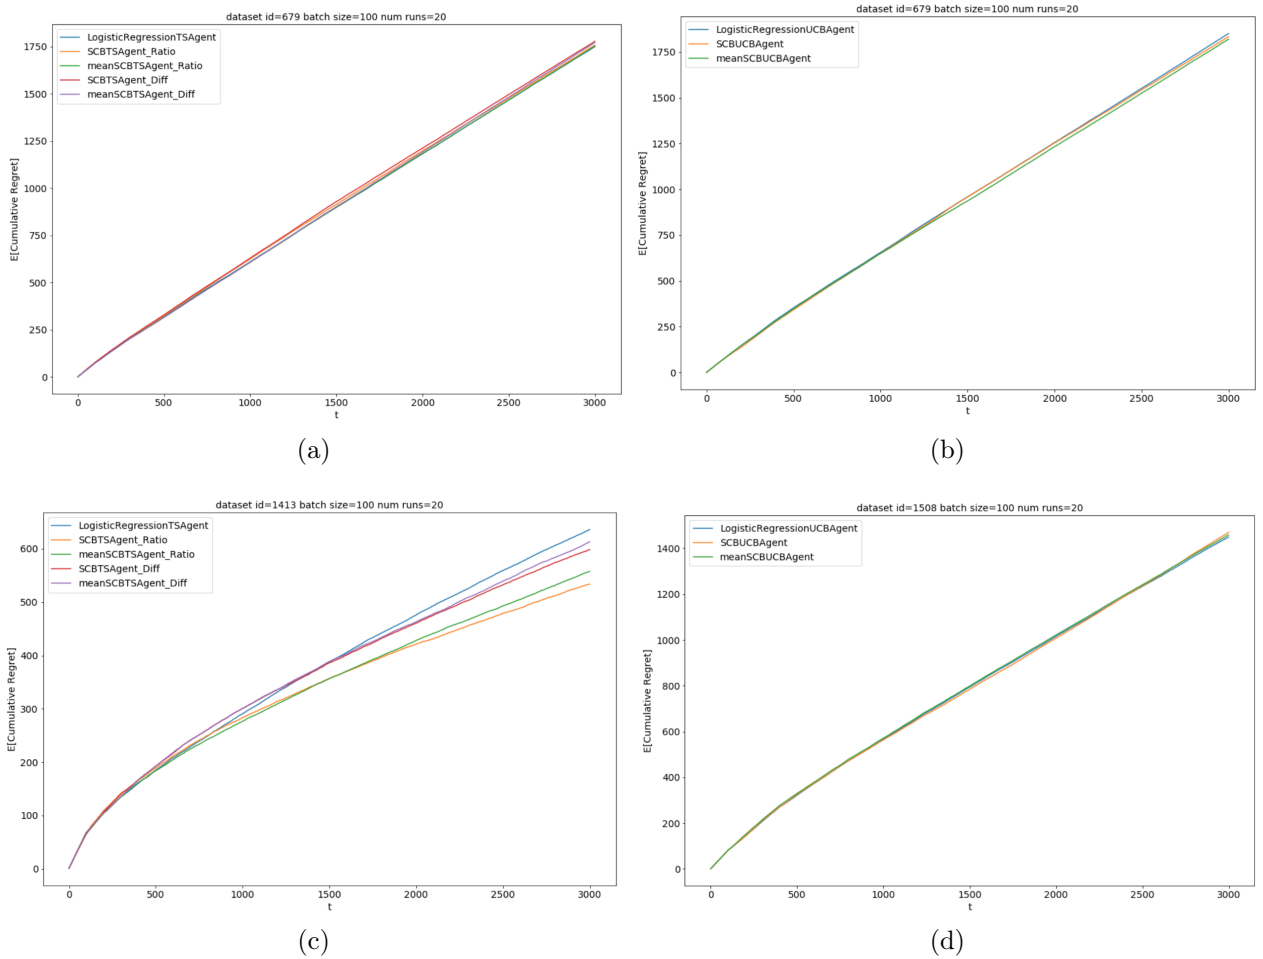 dataset id=679 batch size=100 num runs=20
LogisticRegressionTSAgent
SCBTSAgent_Ratio
meanSCBTSAgent_Ratio
SCBTSAgent_Diff
meanSCBTSAgent_Diff
E[Cumulative Regret]
1750
1500
1250
1000
750
500
250
0
0 500 1000 1500 2000 2500 3000
t
(a)
dataset id=679 batch size=100 num runs=20
LogisticRegressionUCBAgent
SCBUCBAgent
meanSCBUCBAgent
E[Cumulative Regret]
1750
1500
1250
1000
750
500
250
0
0 500 1000 1500 2000 2500 3000
t
(b)
dataset id=1413 batch size=100 num runs=20
LogisticRegressionTSAgent
SCBTSAgent_Ratio
meanSCBTSAgent_Ratio
SCBTSAgent_Diff
meanSCBTSAgent_Diff
E[Cumulative Regret]
600
500
400
300
200
100
0
0 500 1000 1500 2000 2500 3000
t
(c)
dataset id=1508 batch size=100 num runs=20
LogisticRegressionUCBAgent
SCBUCBAgent
meanSCBUCBAgent
E[Cumulative Regret]
1400
1200
1000
800
600
400
200
0
0 500 1000 1500 2000 2500 3000
t
(d)